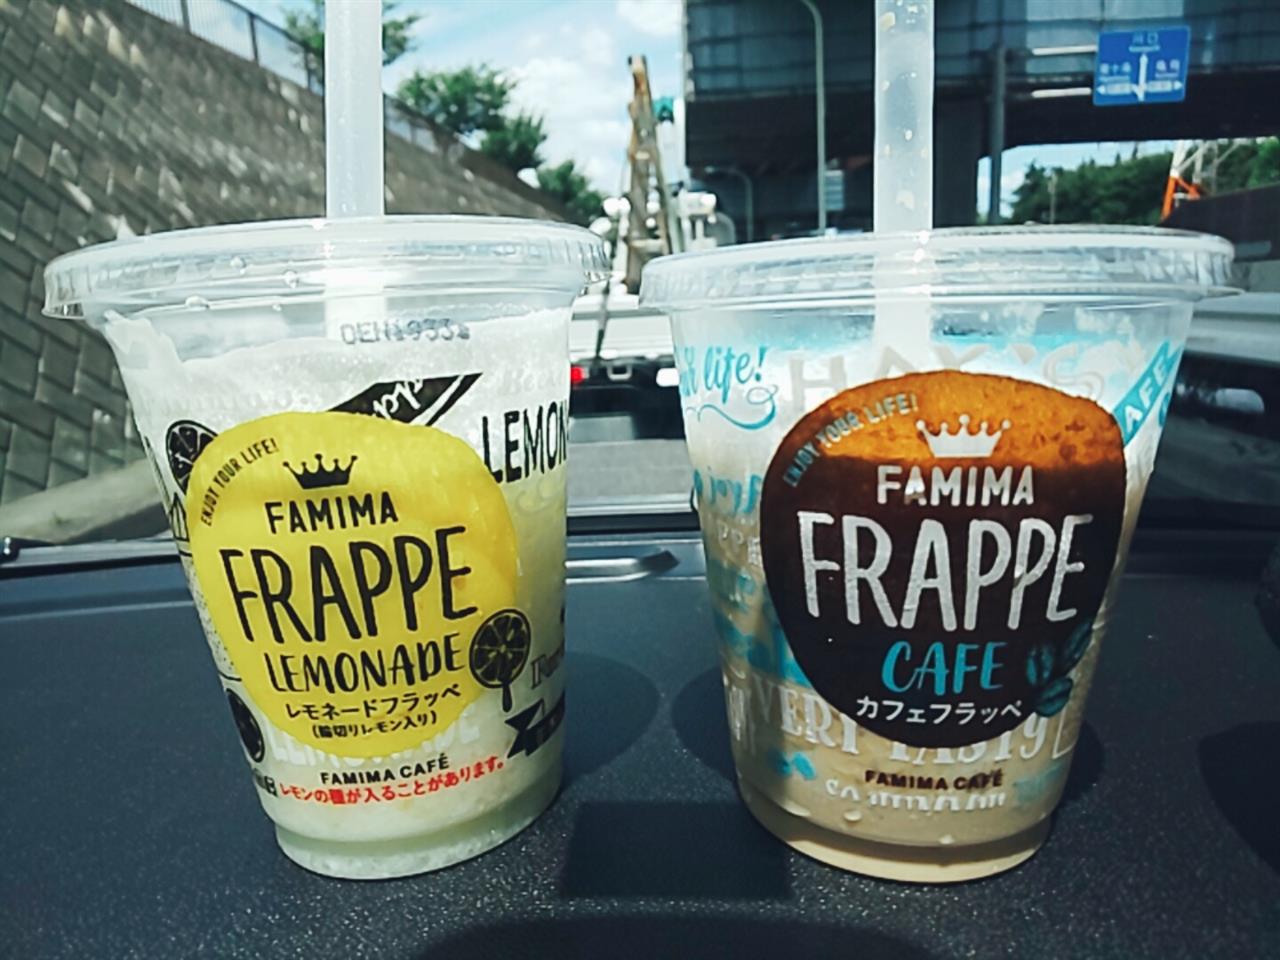 OEN1933
LEMON
ENJOY YOUR LIFE!
FAMIMA
FRAPPE
LEMONADE
レモネードフラッペ
(輪切りレモン入り)
FAMIMA CAFÉ
レモンの種が入ることがあります。
life!
ENJOY YOUR LIFE!
FAMIMA
FRAPPE
CAFE
カフェフラッペ
VERY TASTY
FAMIMA CAFÉ
川口